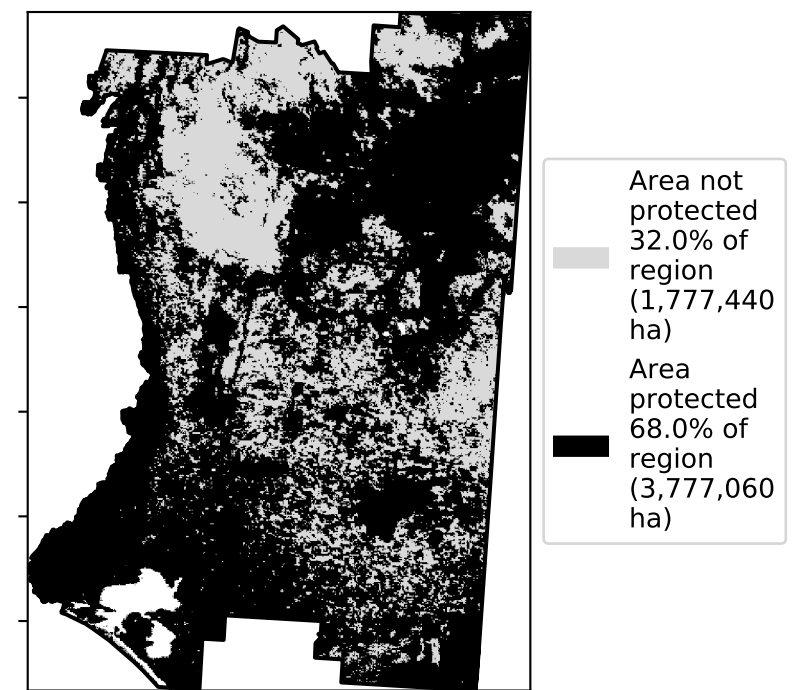 Area not
protected
32.0% of
region
(1,777,440
ha)
Area
protected
68.0% of
region
(3,777,060
ha)